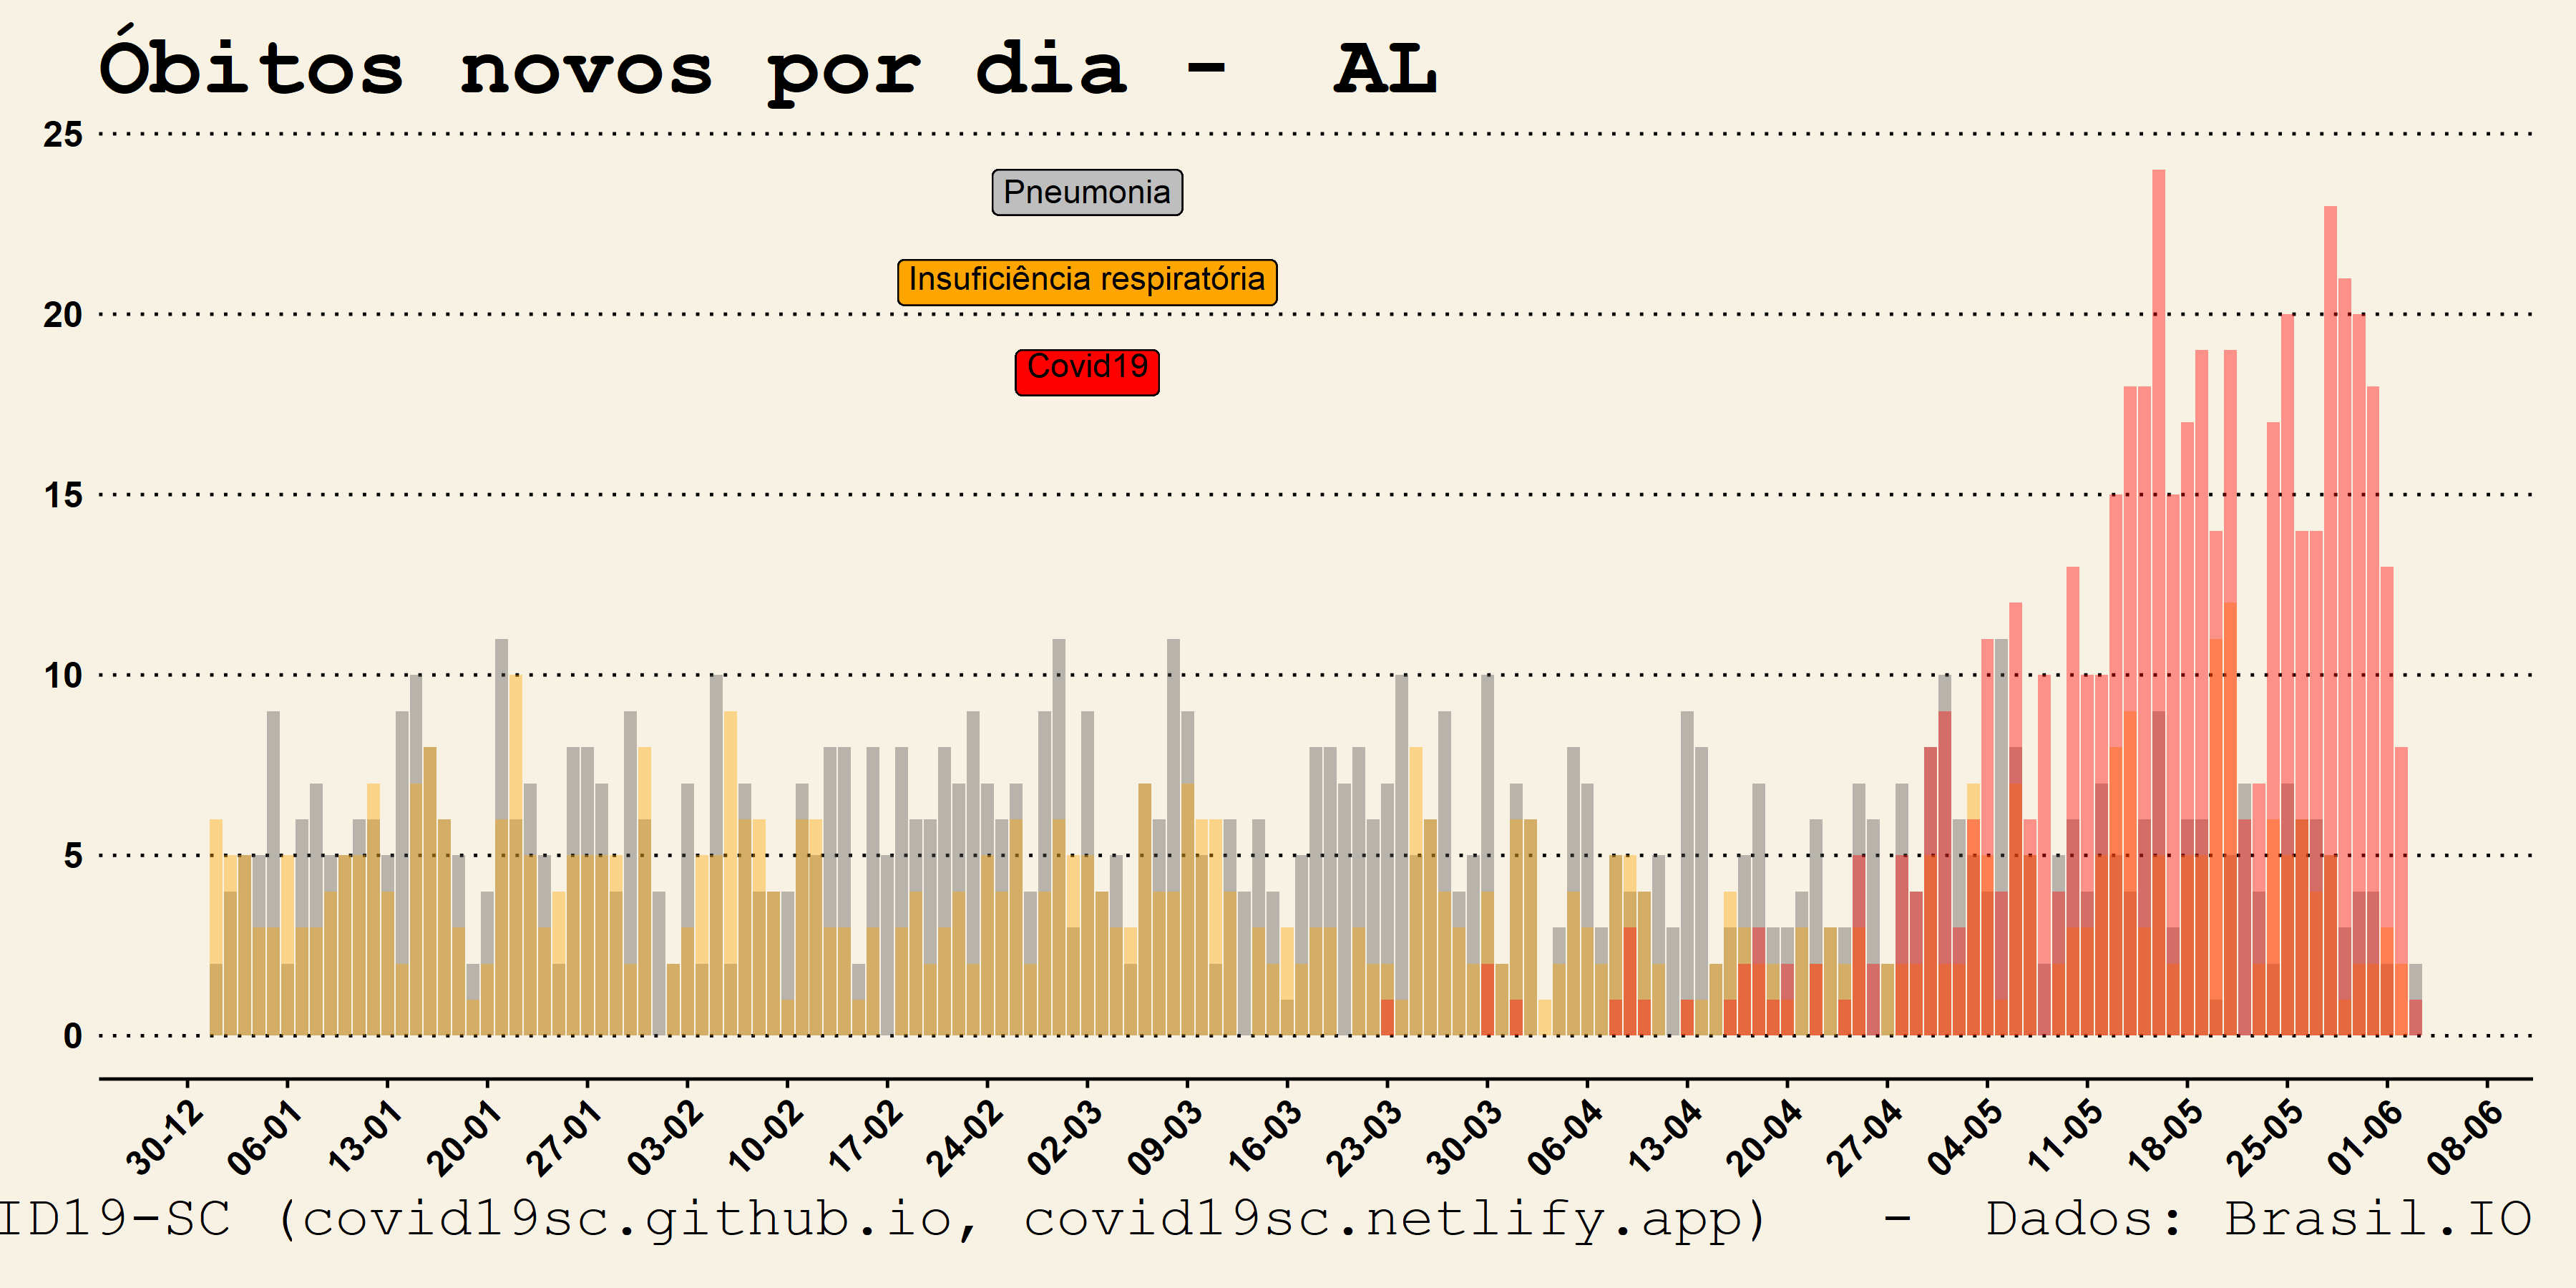 Óbitos novos por dia - AL
25
Pneumonia
Insuficiência respiratória
20
Covid19
15
10
5
0
30-12 06-01 13-01 20-01 27-01 03-02 10-02 17-02 24-02 02-03 09-03 16-03 23-03 30-03 06-04 13-04 20-04 27-04 04-05 11-05 18-05 25-05 01-06 08-06
ID19-SC (covid19sc.github.io, covid19sc.netlify.app) - Dados: Brasil.IO